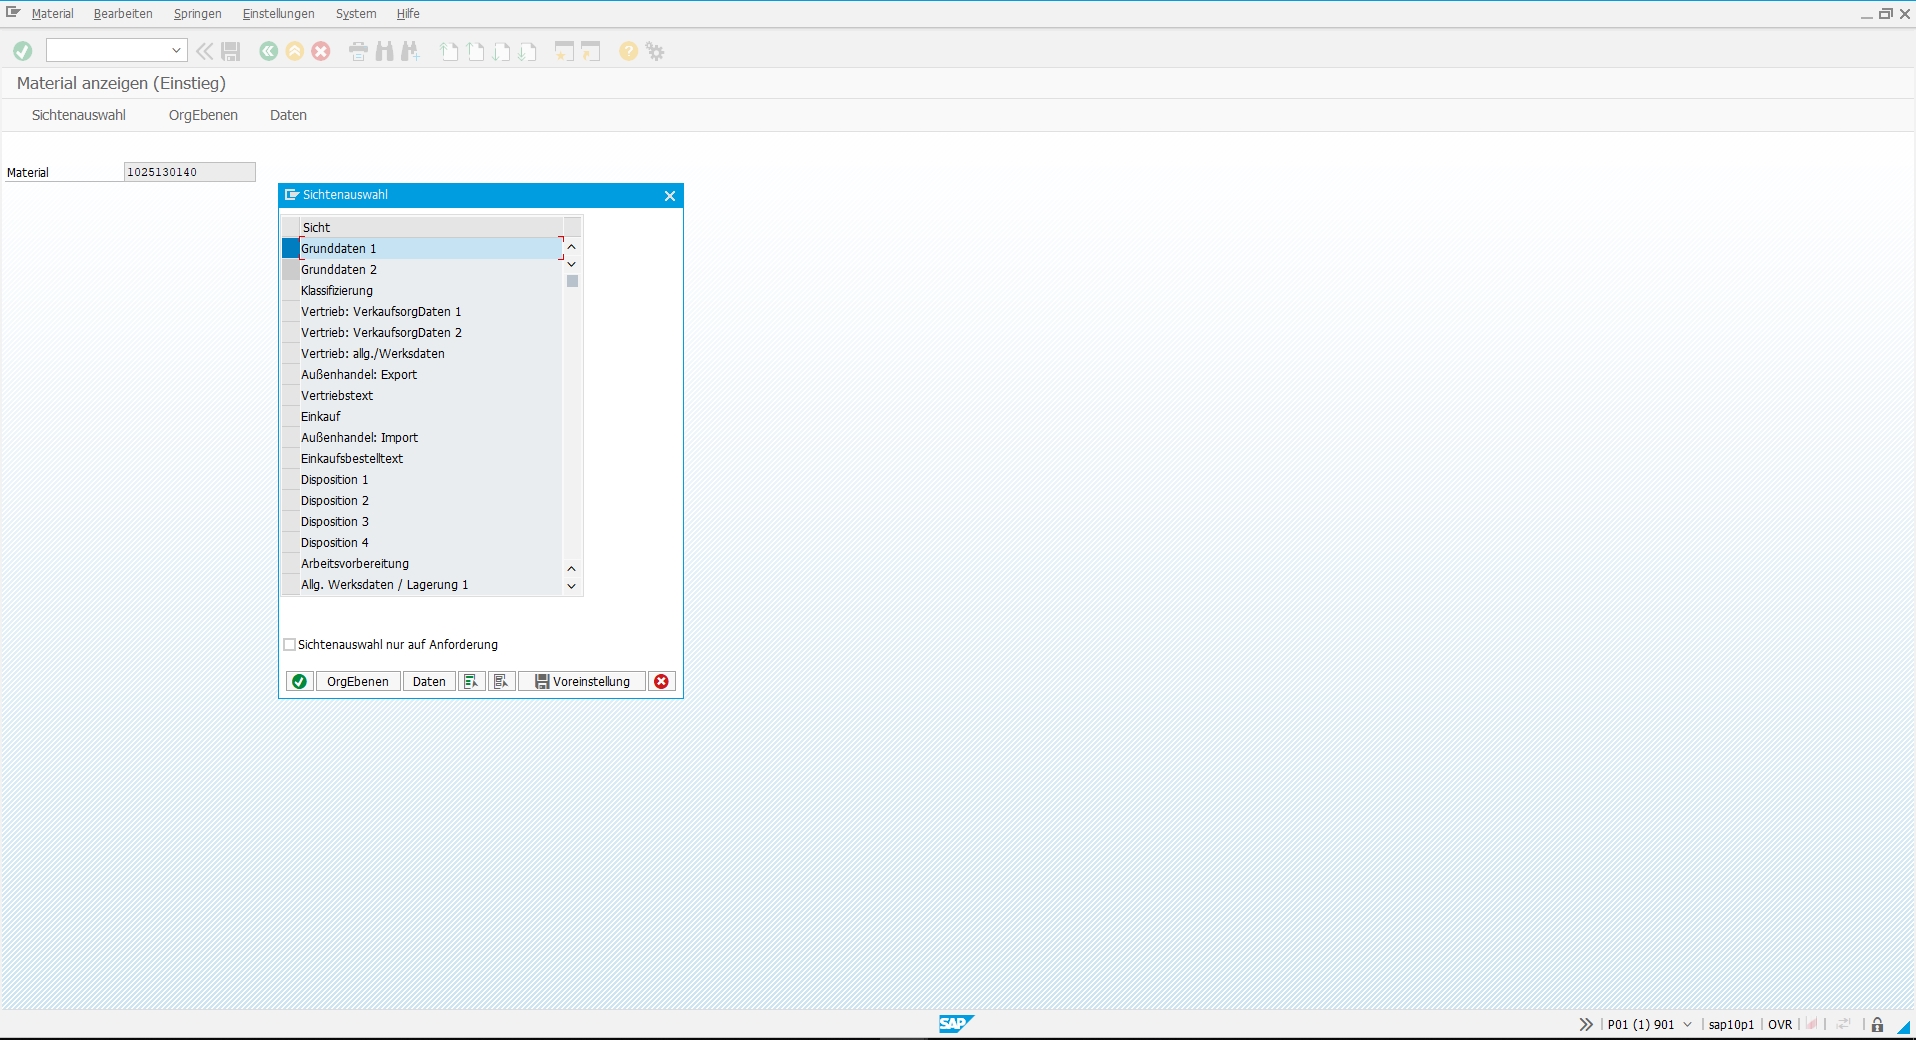 Material Bearbeiten Springen Einstellungen System Hilfe
Material anzeigen (Einstieg)
Sichtenauswahl OrgEbenen Daten
Material 1025130140
Sichtenauswahl
Sicht
Grunddaten 1
Grunddaten 2
Klassifizierung
Vertrieb: VerkaufsorgDaten 1
Vertrieb: VerkaufsorgDaten 2
Vertrieb: allg./Werksdaten
Außenhandel: Export
Vertriebstext
Einkauf
Außenhandel: Import
Einkaufsbestelltext
Disposition 1
Disposition 2
Disposition 3
Disposition 4
Arbeitsvorbereitung
Allg. Werksdaten / Lagerung 1
Sichtenauswahl nur auf Anforderung
OrgEbenen Daten Voreinstellung
SAP P01 (1) 901 sap10p1 OVR